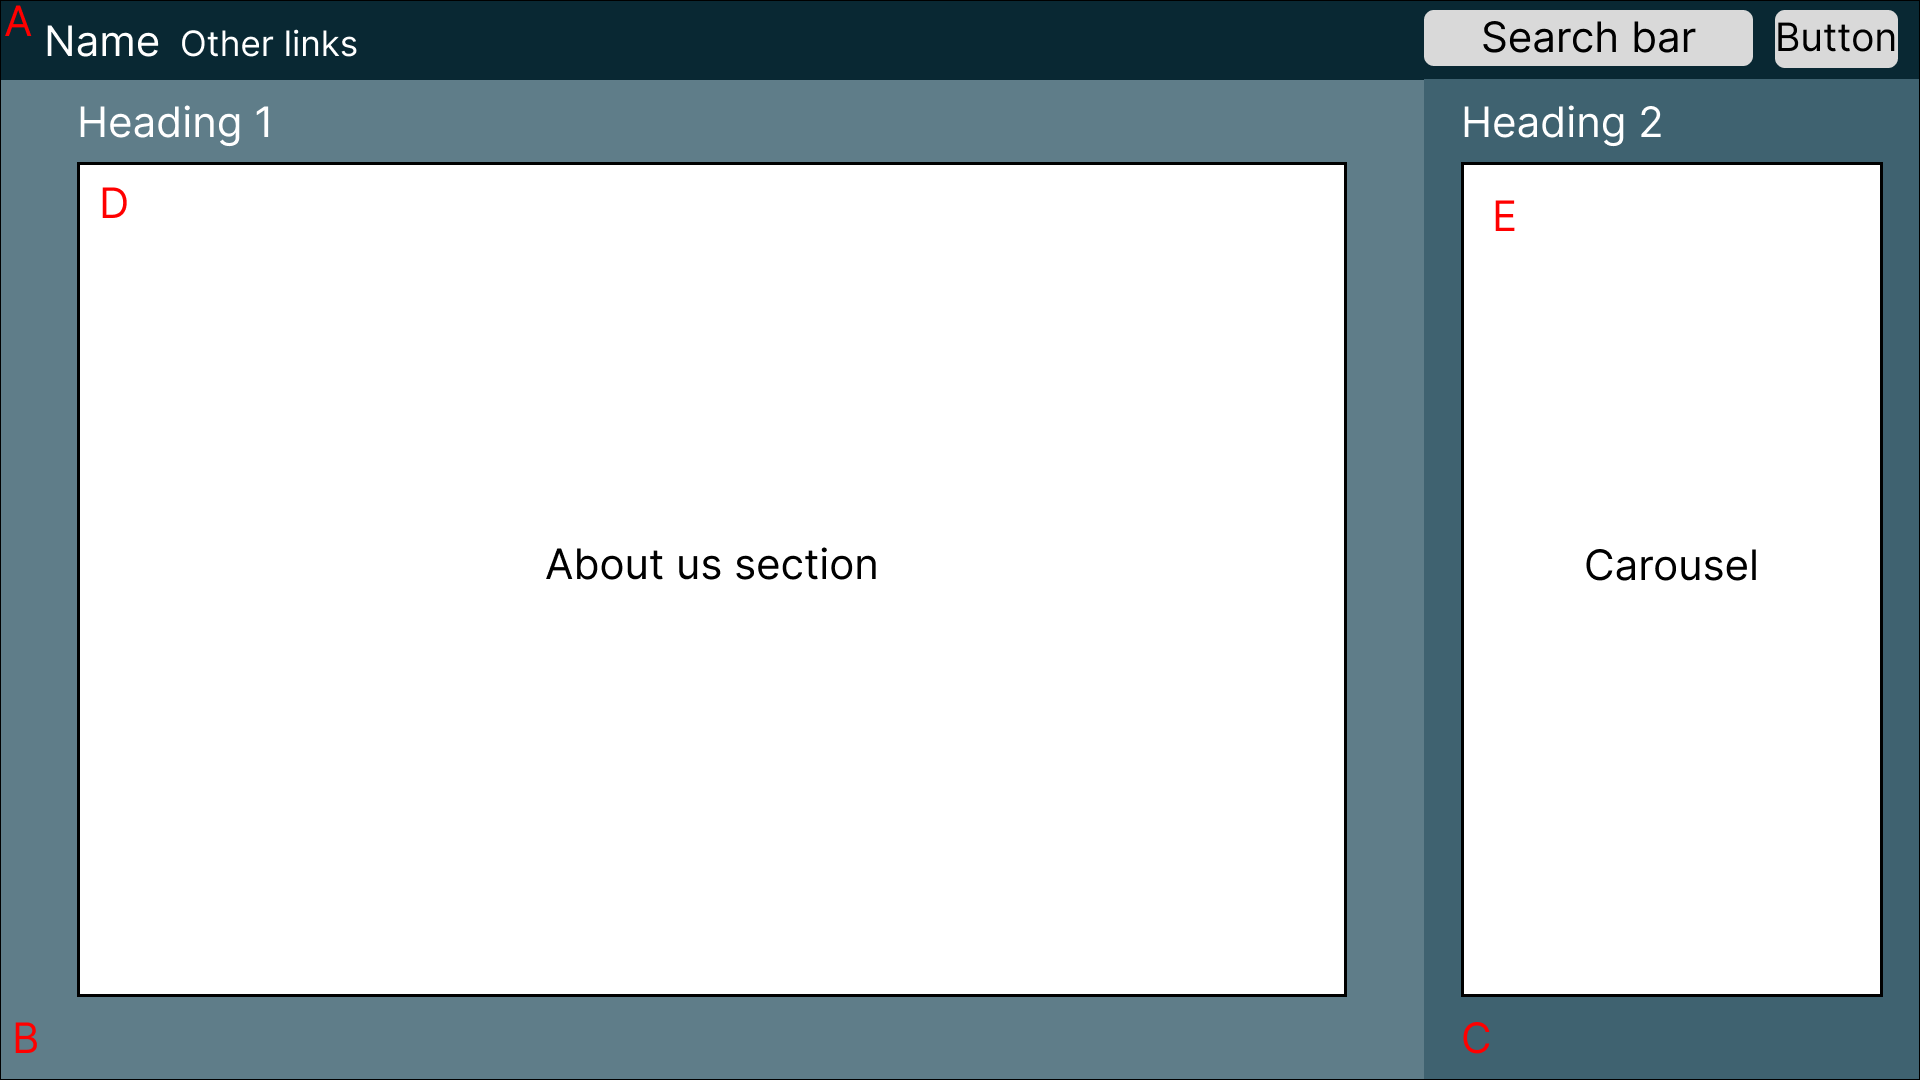 A
Name
Other links
Search bar
Button
Heading 1
Heading 2
D
E
About us section
Carousel
B
C